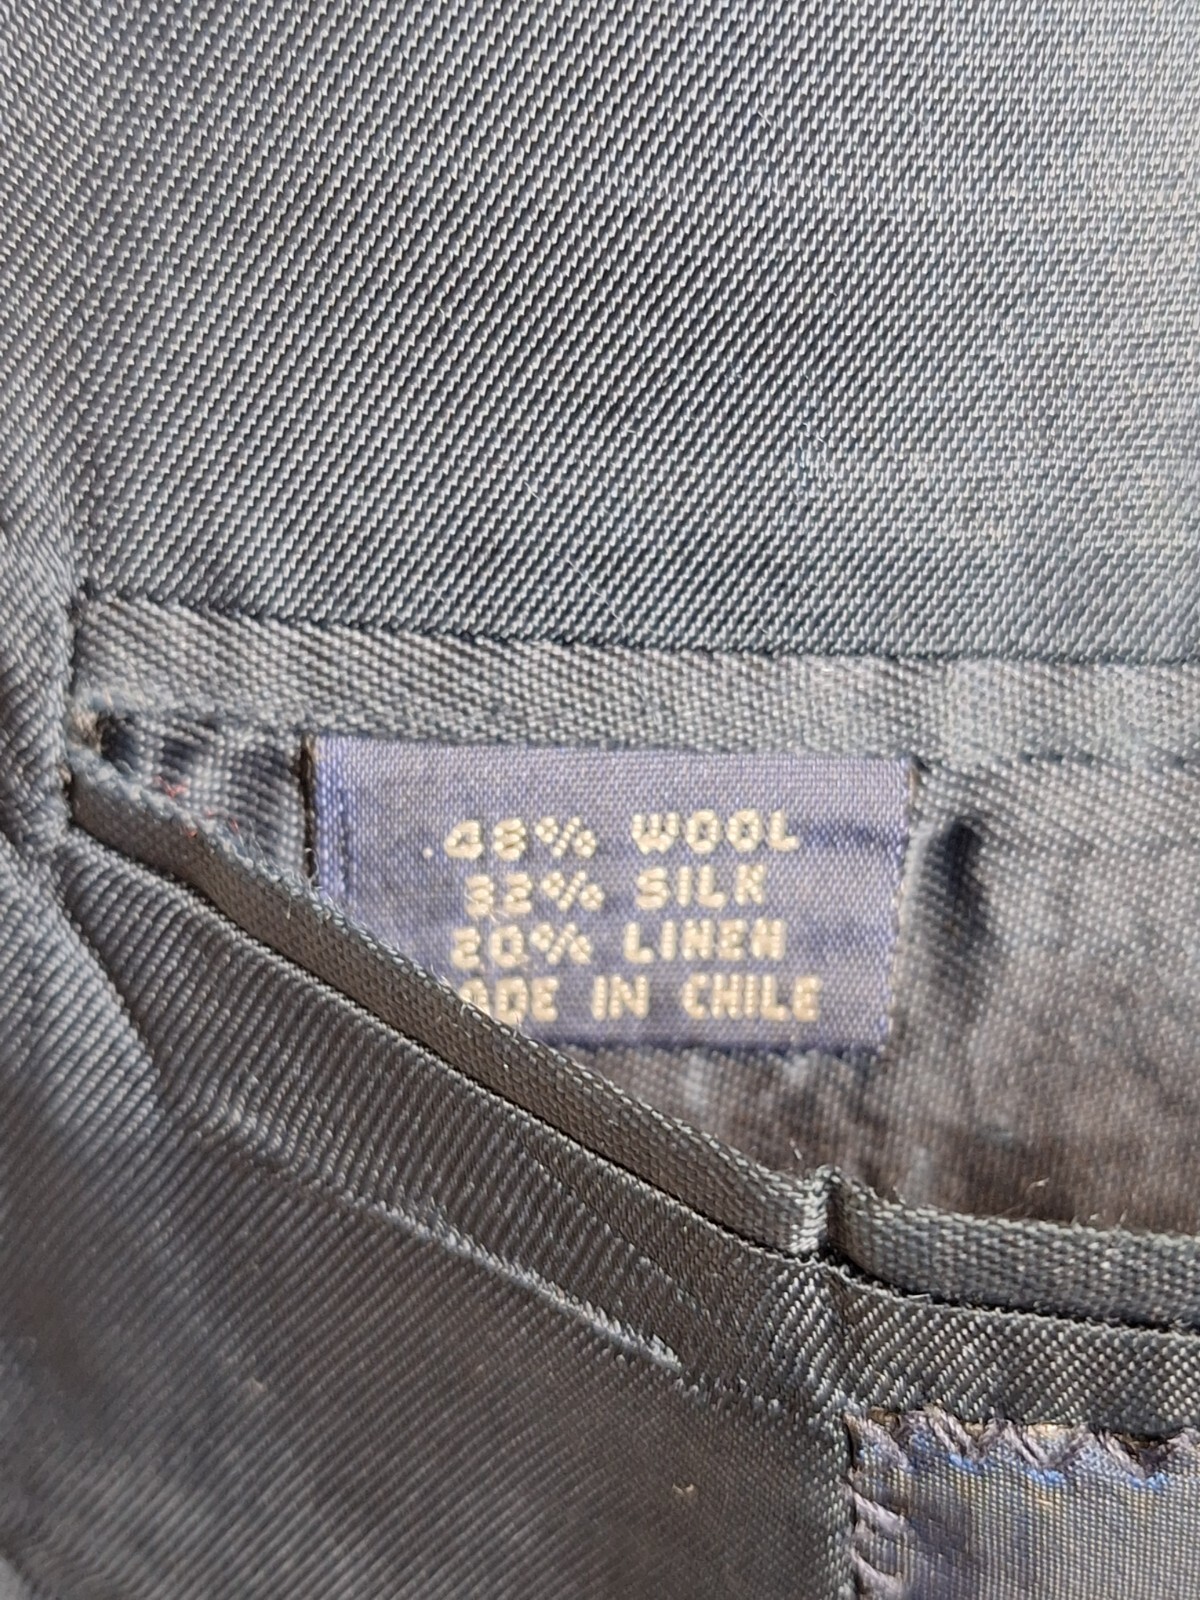 48% WOOL
32% SILK
20% LINEN
ADE IN CHILE